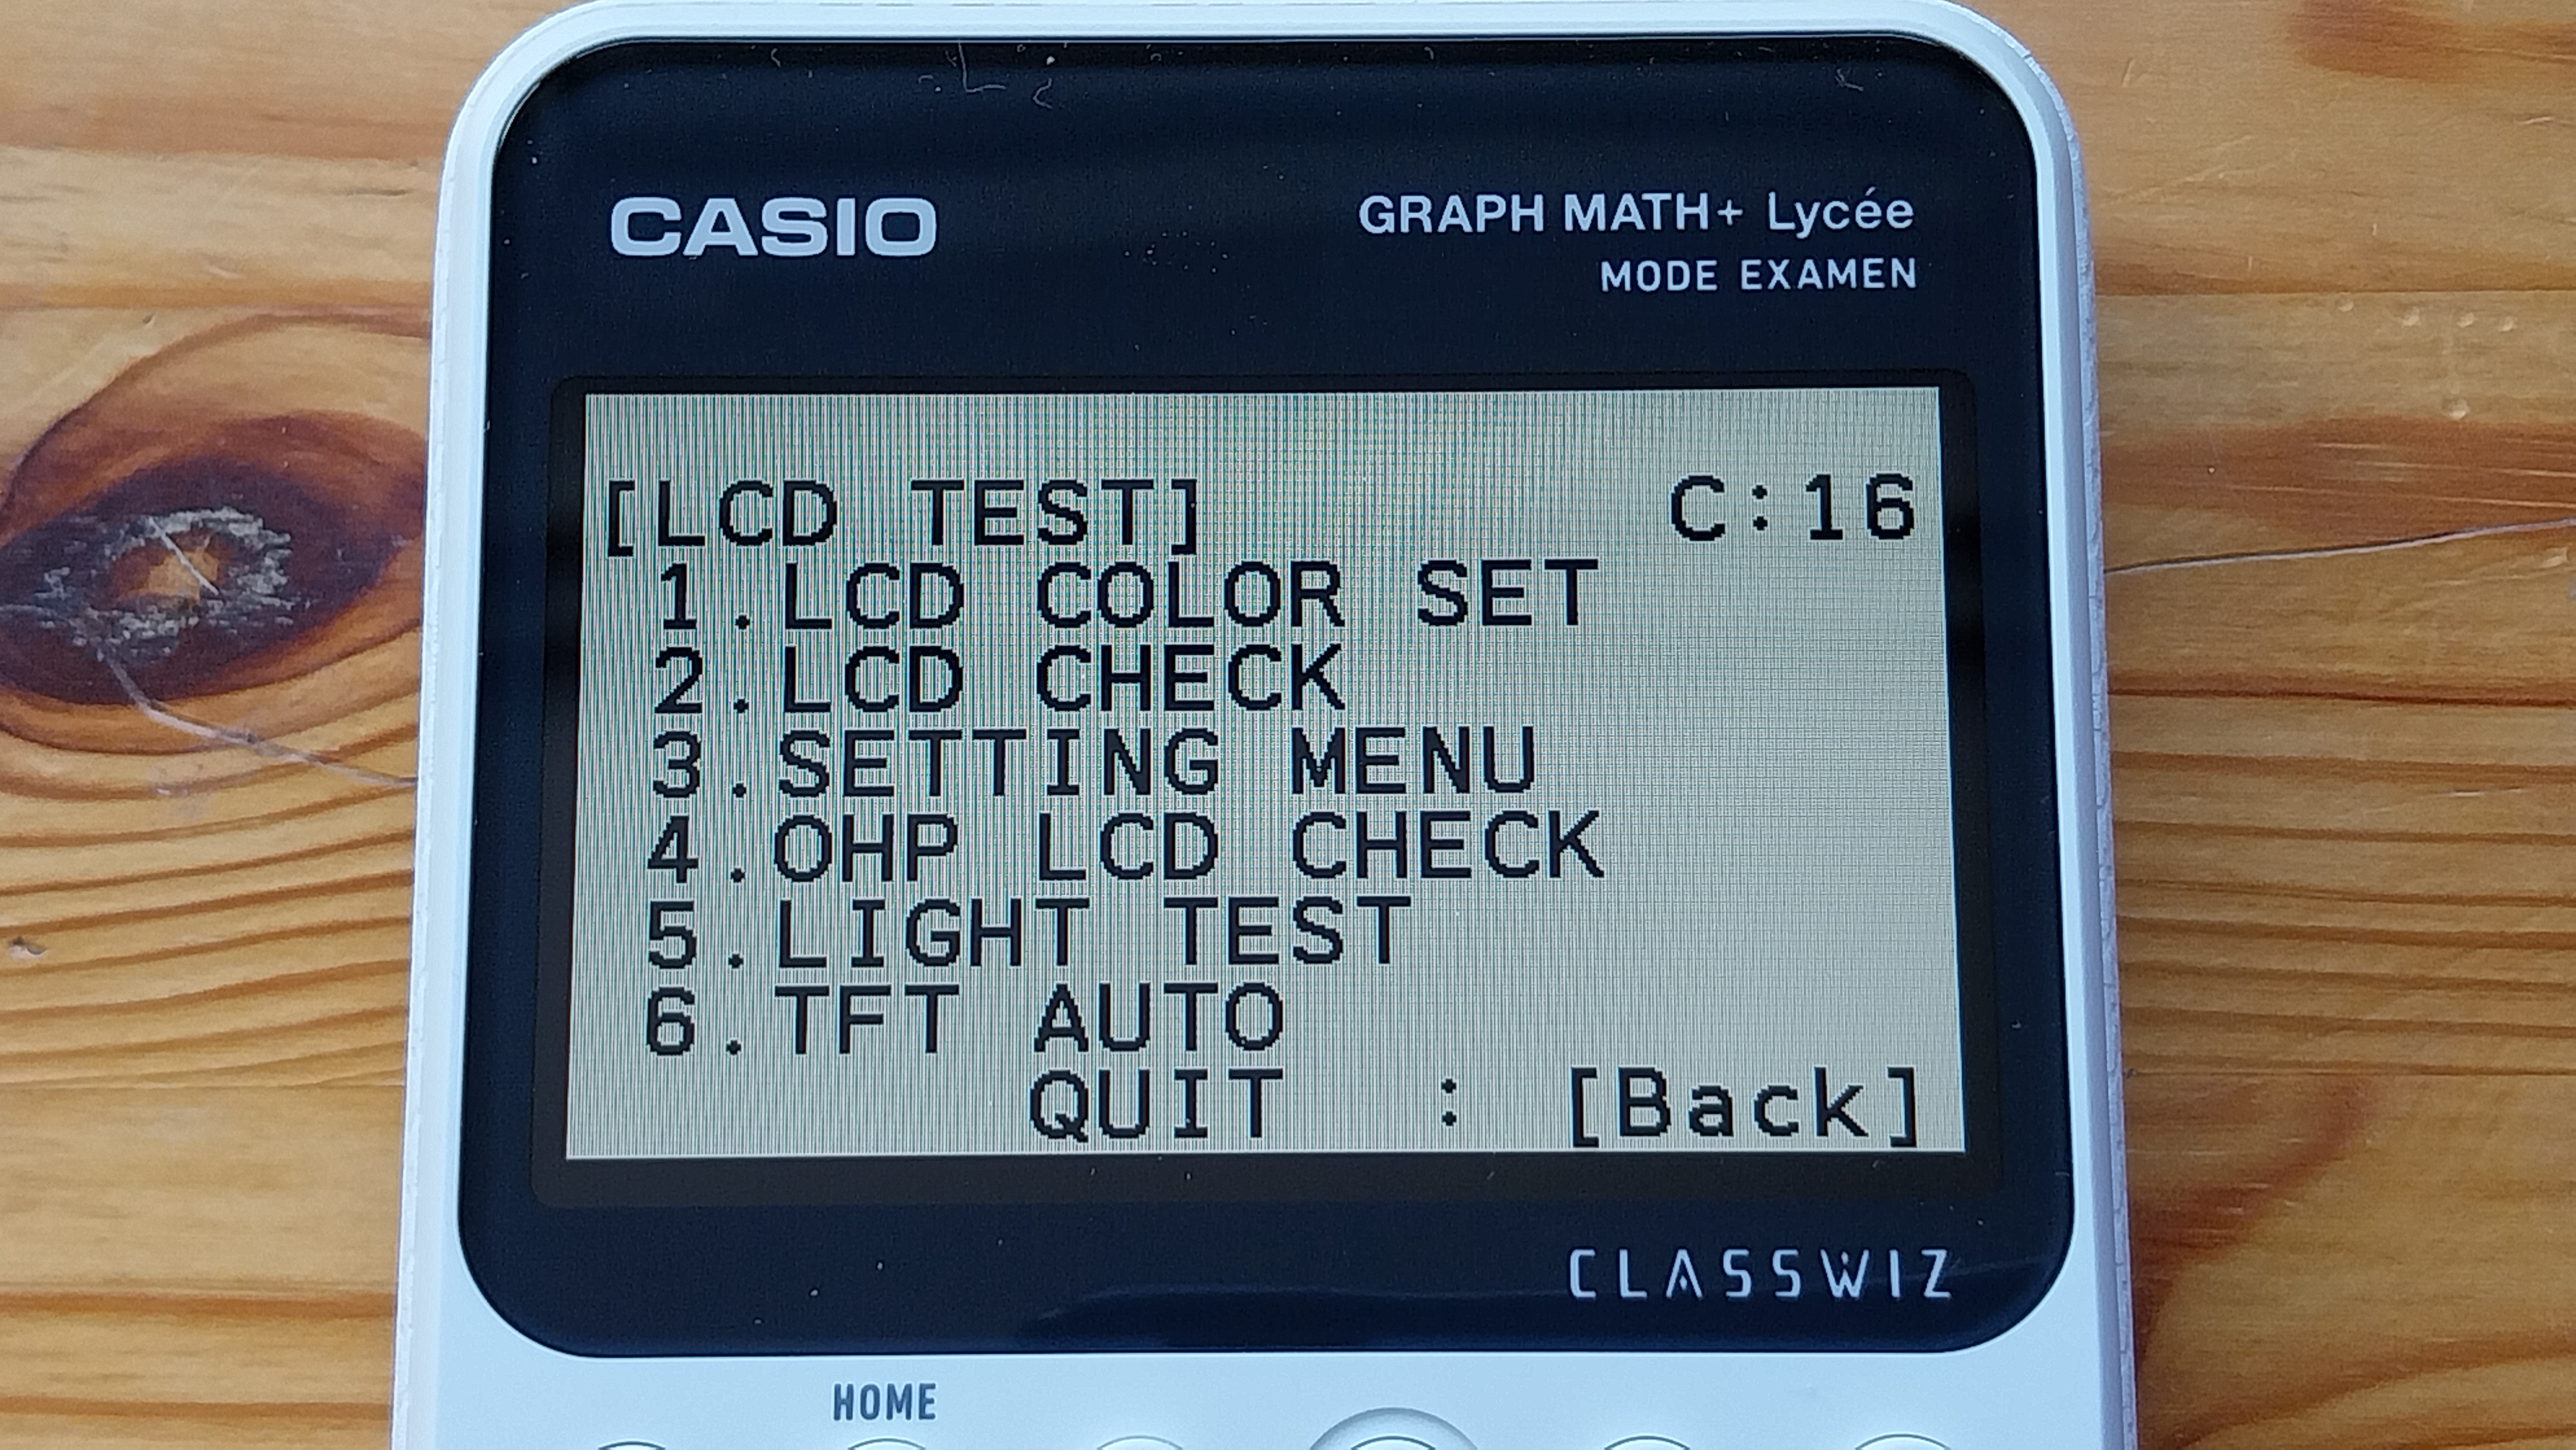 CASIO
GRAPH MATH+ Lycée
MODE EXAMEN
[LCD TEST] C:16
1.LCD COLOR SET
2.LCD CHECK
3.SETTING MENU
4.OHP LCD CHECK
5.LIGHT TEST
6.TFT AUTO
QUIT : [Back]
CLASSWIZ
HOME